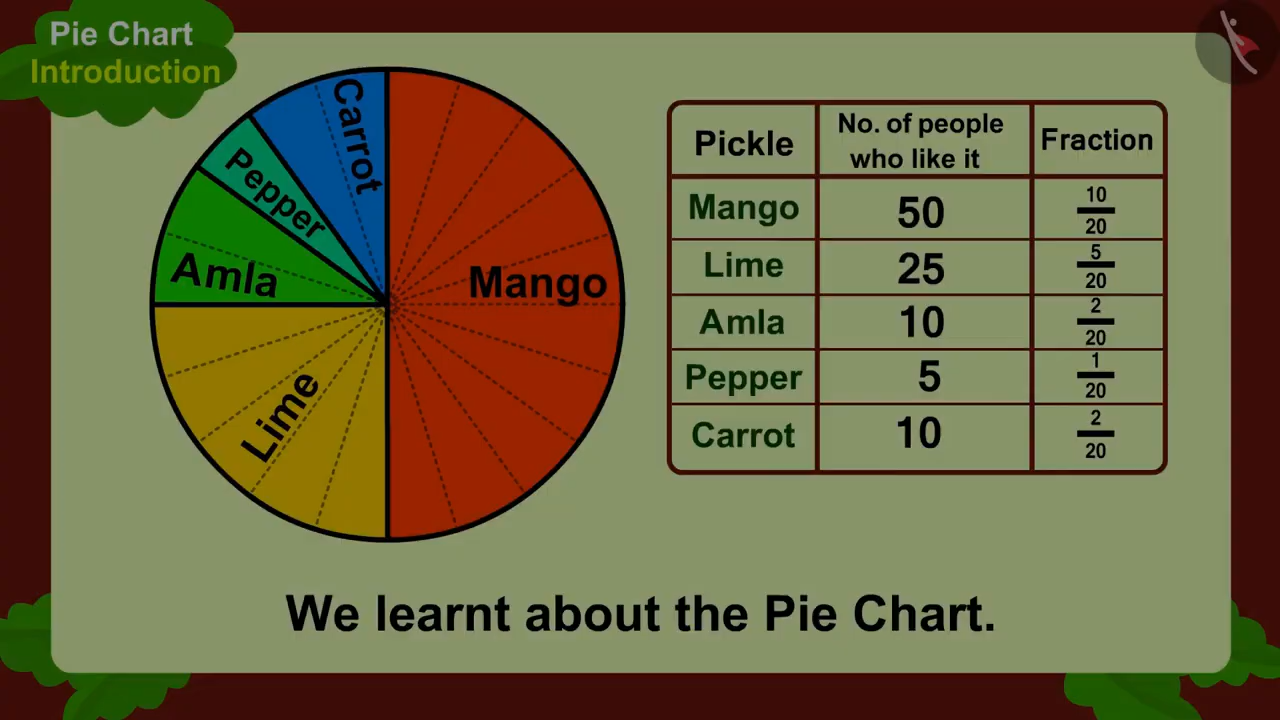 Pie Chart
Introduction
Carrot
Pepper
Amla
Lime
Mango
Pickle No. of people who like it Fraction
Mango 50 10/20
Lime 25 5/20
Amla 10 2/20
Pepper 5 1/20
Carrot 10 2/20
We learnt about the Pie Chart.